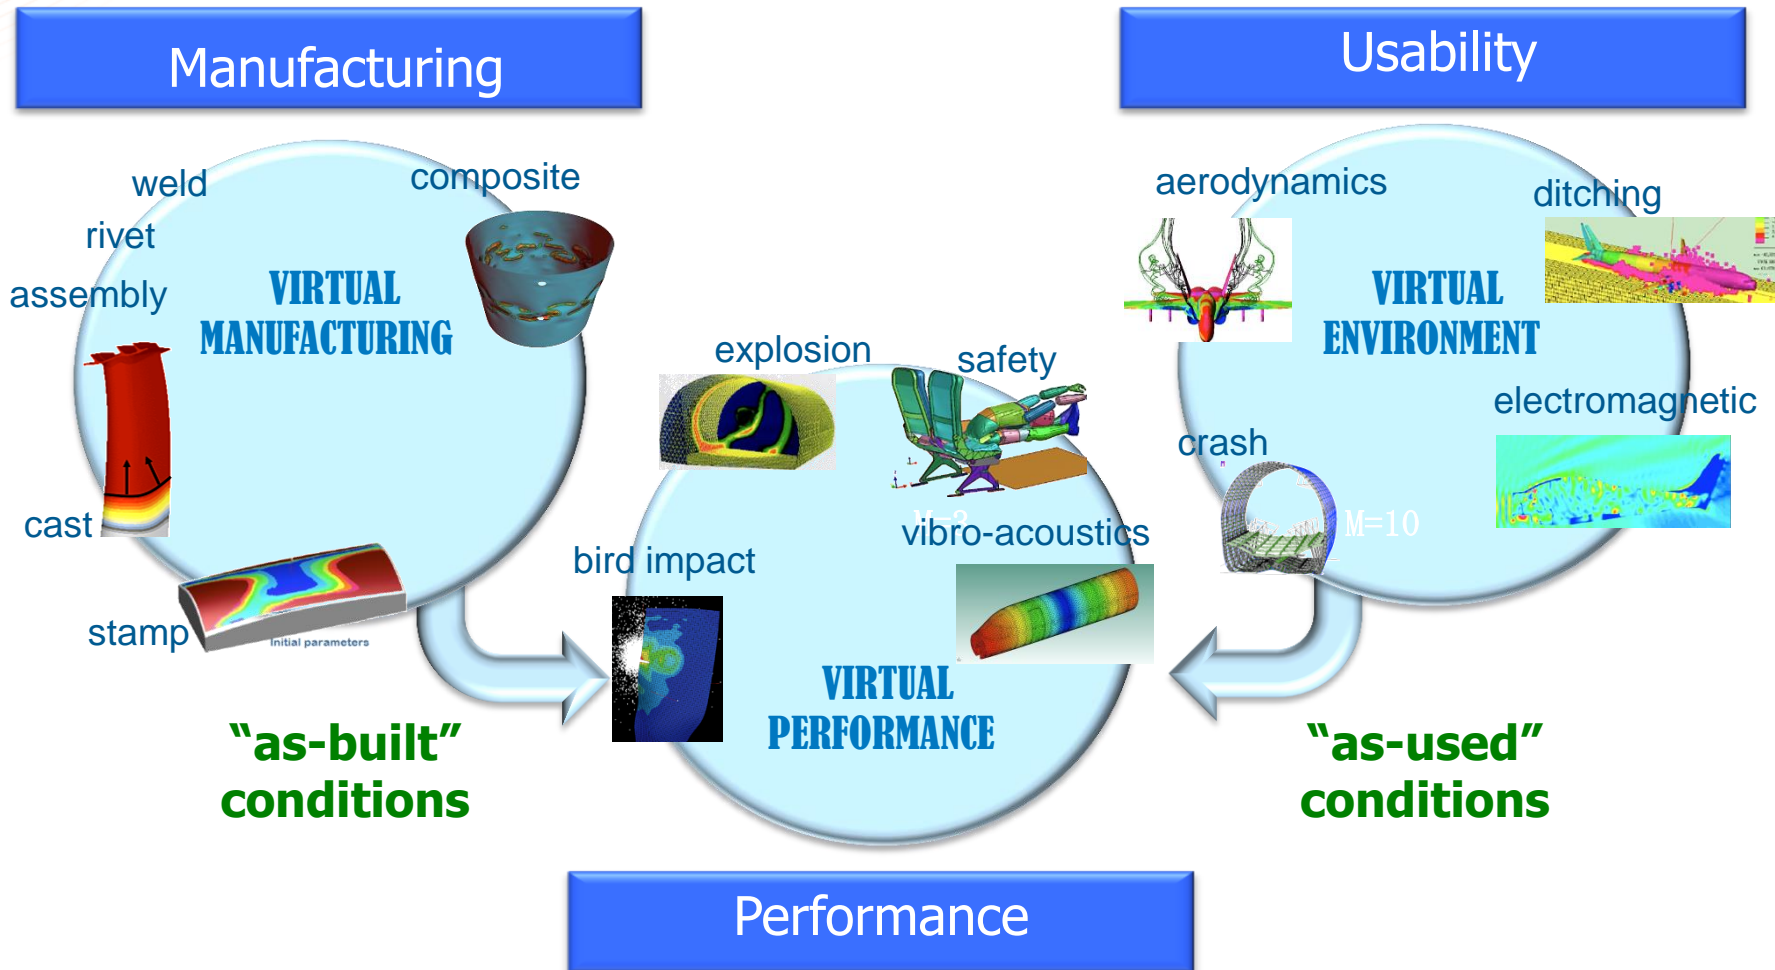 Manufacturing
Usability
weld
composite
rivet
assembly
VIRTUAL
MANUFACTURING
cast
stamp
Initial parameters
"as-built"
conditions
explosion
safety
M=2
vibro-acoustics
bird impact
VIRTUAL
PERFORMANCE
aerodynamics
ditching
VIRTUAL
ENVIRONMENT
electromagnetic
crash
M=10
"as-used"
conditions
Performance